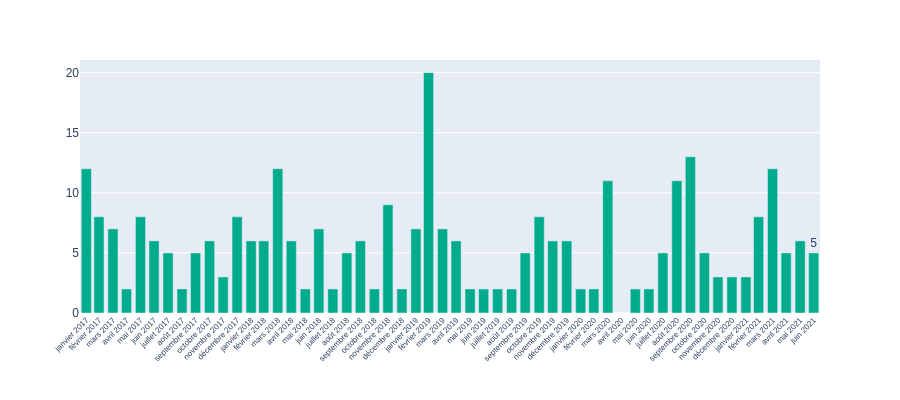 20
15
10
5
0
5
janvier 2017
février 2017
mars 2017
avril 2017
mai 2017
juin 2017
juillet 2017
août 2017
septembre 2017
octobre 2017
novembre 2017
décembre 2017
janvier 2018
février 2018
mars 2018
avril 2018
mai 2018
juin 2018
juillet 2018
août 2018
septembre 2018
octobre 2018
novembre 2018
décembre 2018
janvier 2019
février 2019
mars 2019
avril 2019
mai 2019
juin 2019
juillet 2019
août 2019
septembre 2019
octobre 2019
novembre 2019
décembre 2019
janvier 2020
février 2020
mars 2020
avril 2020
mai 2020
juin 2020
juillet 2020
août 2020
septembre 2020
octobre 2020
novembre 2020
décembre 2020
janvier 2021
février 2021
mars 2021
avril 2021
mai 2021
juin 2021